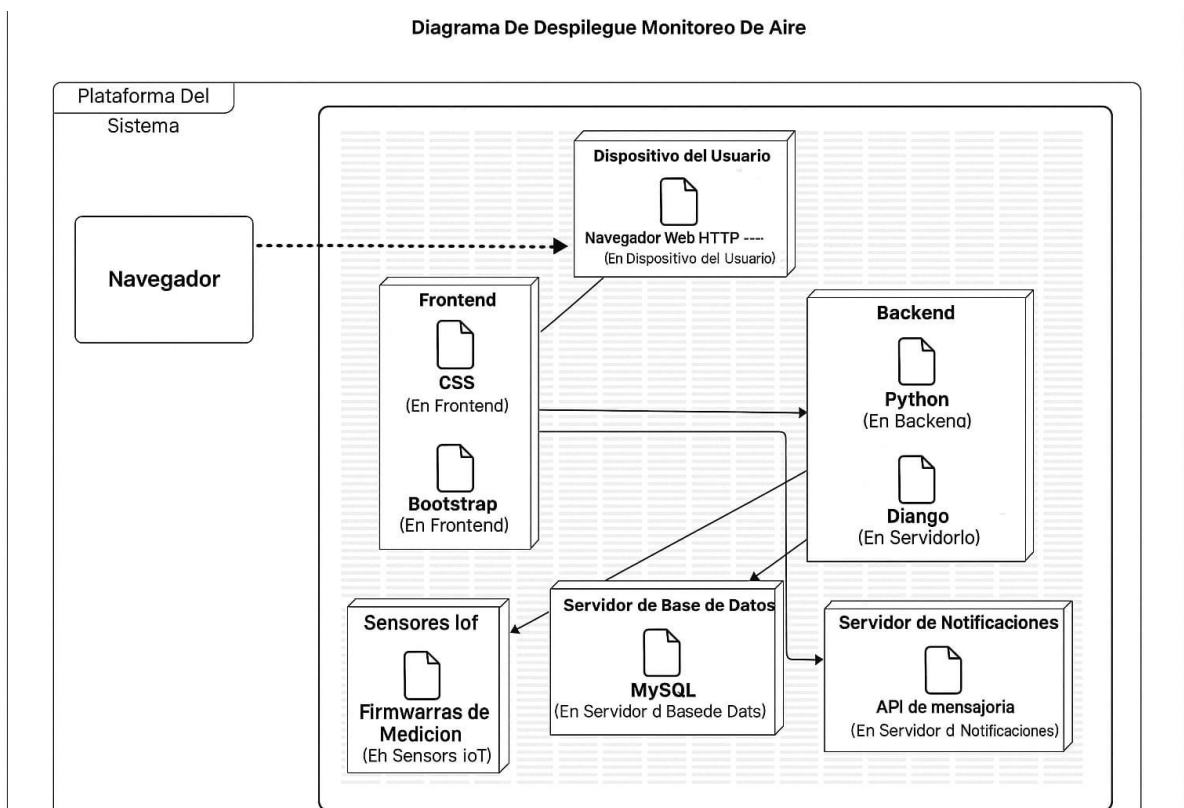 Diagrama De Despilegue Monitoreo De Aire
Plataforma Del
Sistema
Navegador
Dispositivo del Usuario
Navegador Web HTTP ----
(En Dispositivo del Usuario)
Frontend
CSS
(En Frontend)
Bootstrap
(En Frontend)
Backend
Python
(En Backena)
Diango
(En Servidorlo)
Sensores Iof
Firmwarras de
Medicion
(Eh Sensors ioT)
Servidor de Base de Datos
MySQL
(En Servidor d Basede Dats)
Servidor de Notificaciones
API de mensajoria
(En Servidor d Notificaciones)